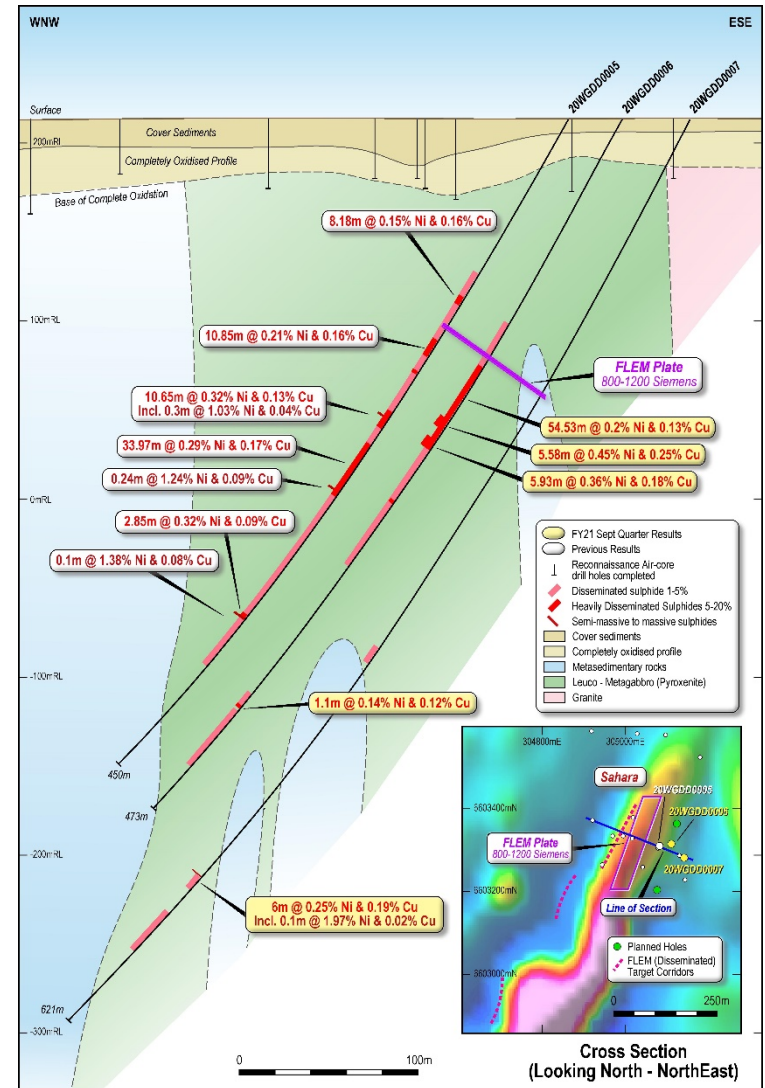 WNW
ESE
20WGDD0005
20WGDD0006
20WGDD0007
Surface
200mRL
Cover Sediments
Completely Oxidised Profile
Base of Complete Oxidation
8.18m @ 0.15% Ni & 0.16% Cu
100mRL
10.85m @ 0.21% Ni & 0.16% Cu
FLEM Plate
800-1200 Siemens
10.65m @ 0.32% Ni & 0.13% Cu
Incl. 0.3m @ 1.03% Ni & 0.04% Cu
54.53m @ 0.2% Ni & 0.13% Cu
33.97m @ 0.29% Ni & 0.17% Cu
5.58m @ 0.45% Ni & 0.25% Cu
0.24m @ 1.24% Ni & 0.09% Cu
5.93m @ 0.36% Ni & 0.18% Cu
0mRL
2.85m @ 0.32% Ni & 0.09% Cu
0.1m @ 1.38% Ni & 0.08% Cu
FY21 Sept Quarter Results
Previous Results
Reconnaissance Air-core
drill holes completed
Disseminated sulphide 1-5%
Heavily Disseminated Sulphides 5-20%
Semi-massive to massive sulphides
Cover sediments
Completely oxidised profile
Metasedimentary rocks
Leuco - Metagabbro (Pyroxenite)
Granite
-100mRL
1.1m @ 0.14% Ni & 0.12% Cu
450m
473m
-200mRL
6m @ 0.25% Ni & 0.19% Cu
Incl. 0.1m @ 1.97% Ni & 0.02% Cu
621m
-300mRL
0
100m
304800mE
305000mE
Sahara
20WGDD0005
6603400mN
20WGDD0006
FLEM Plate
800-1200 Siemens
20WGDD0007
6603200mN
Line of Section
Planned Holes
FLEM (Disseminated)
Target Corridors
6603000mN
0
250m
Cross Section
(Looking North - NorthEast)